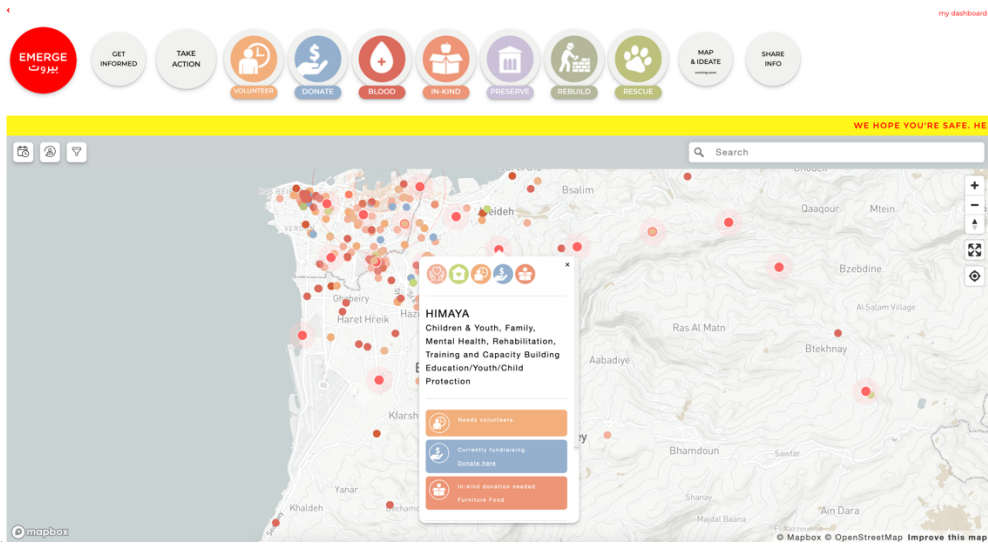 my dashboard
EMERGE
بيروت
GET
INFORMED
TAKE
ACTION
VOLUNTEER
DONATE
BLOOD
IN-KIND
PRESERVE
REBUILD
RESCUE
MAP
& IDEATE
coming soon
SHARE
INFO
WE HOPE YOU'RE SAFE. HE
Search
Bsalim
Qaaqour
Mtein
Bzebdine
Ghobeiry
Haret Hreik
Al Salam Village
Ras Al Matn
Btekhnay
Aabadiye
HIMAYA
Children & Youth, Family,
Mental Health, Rehabilitation,
Training and Capacity Building
Education/Youth/Child
Protection
Needs volunteers.
Currently fundraising.
Donate here
In-kind donation needed.
Furniture Food
Bhamdoun
Sawfar
Yanar
Khaldeh
Shanay
Majdal Baana
Ain Dara
mapbox
© Mapbox © OpenStreetMap Improve this map